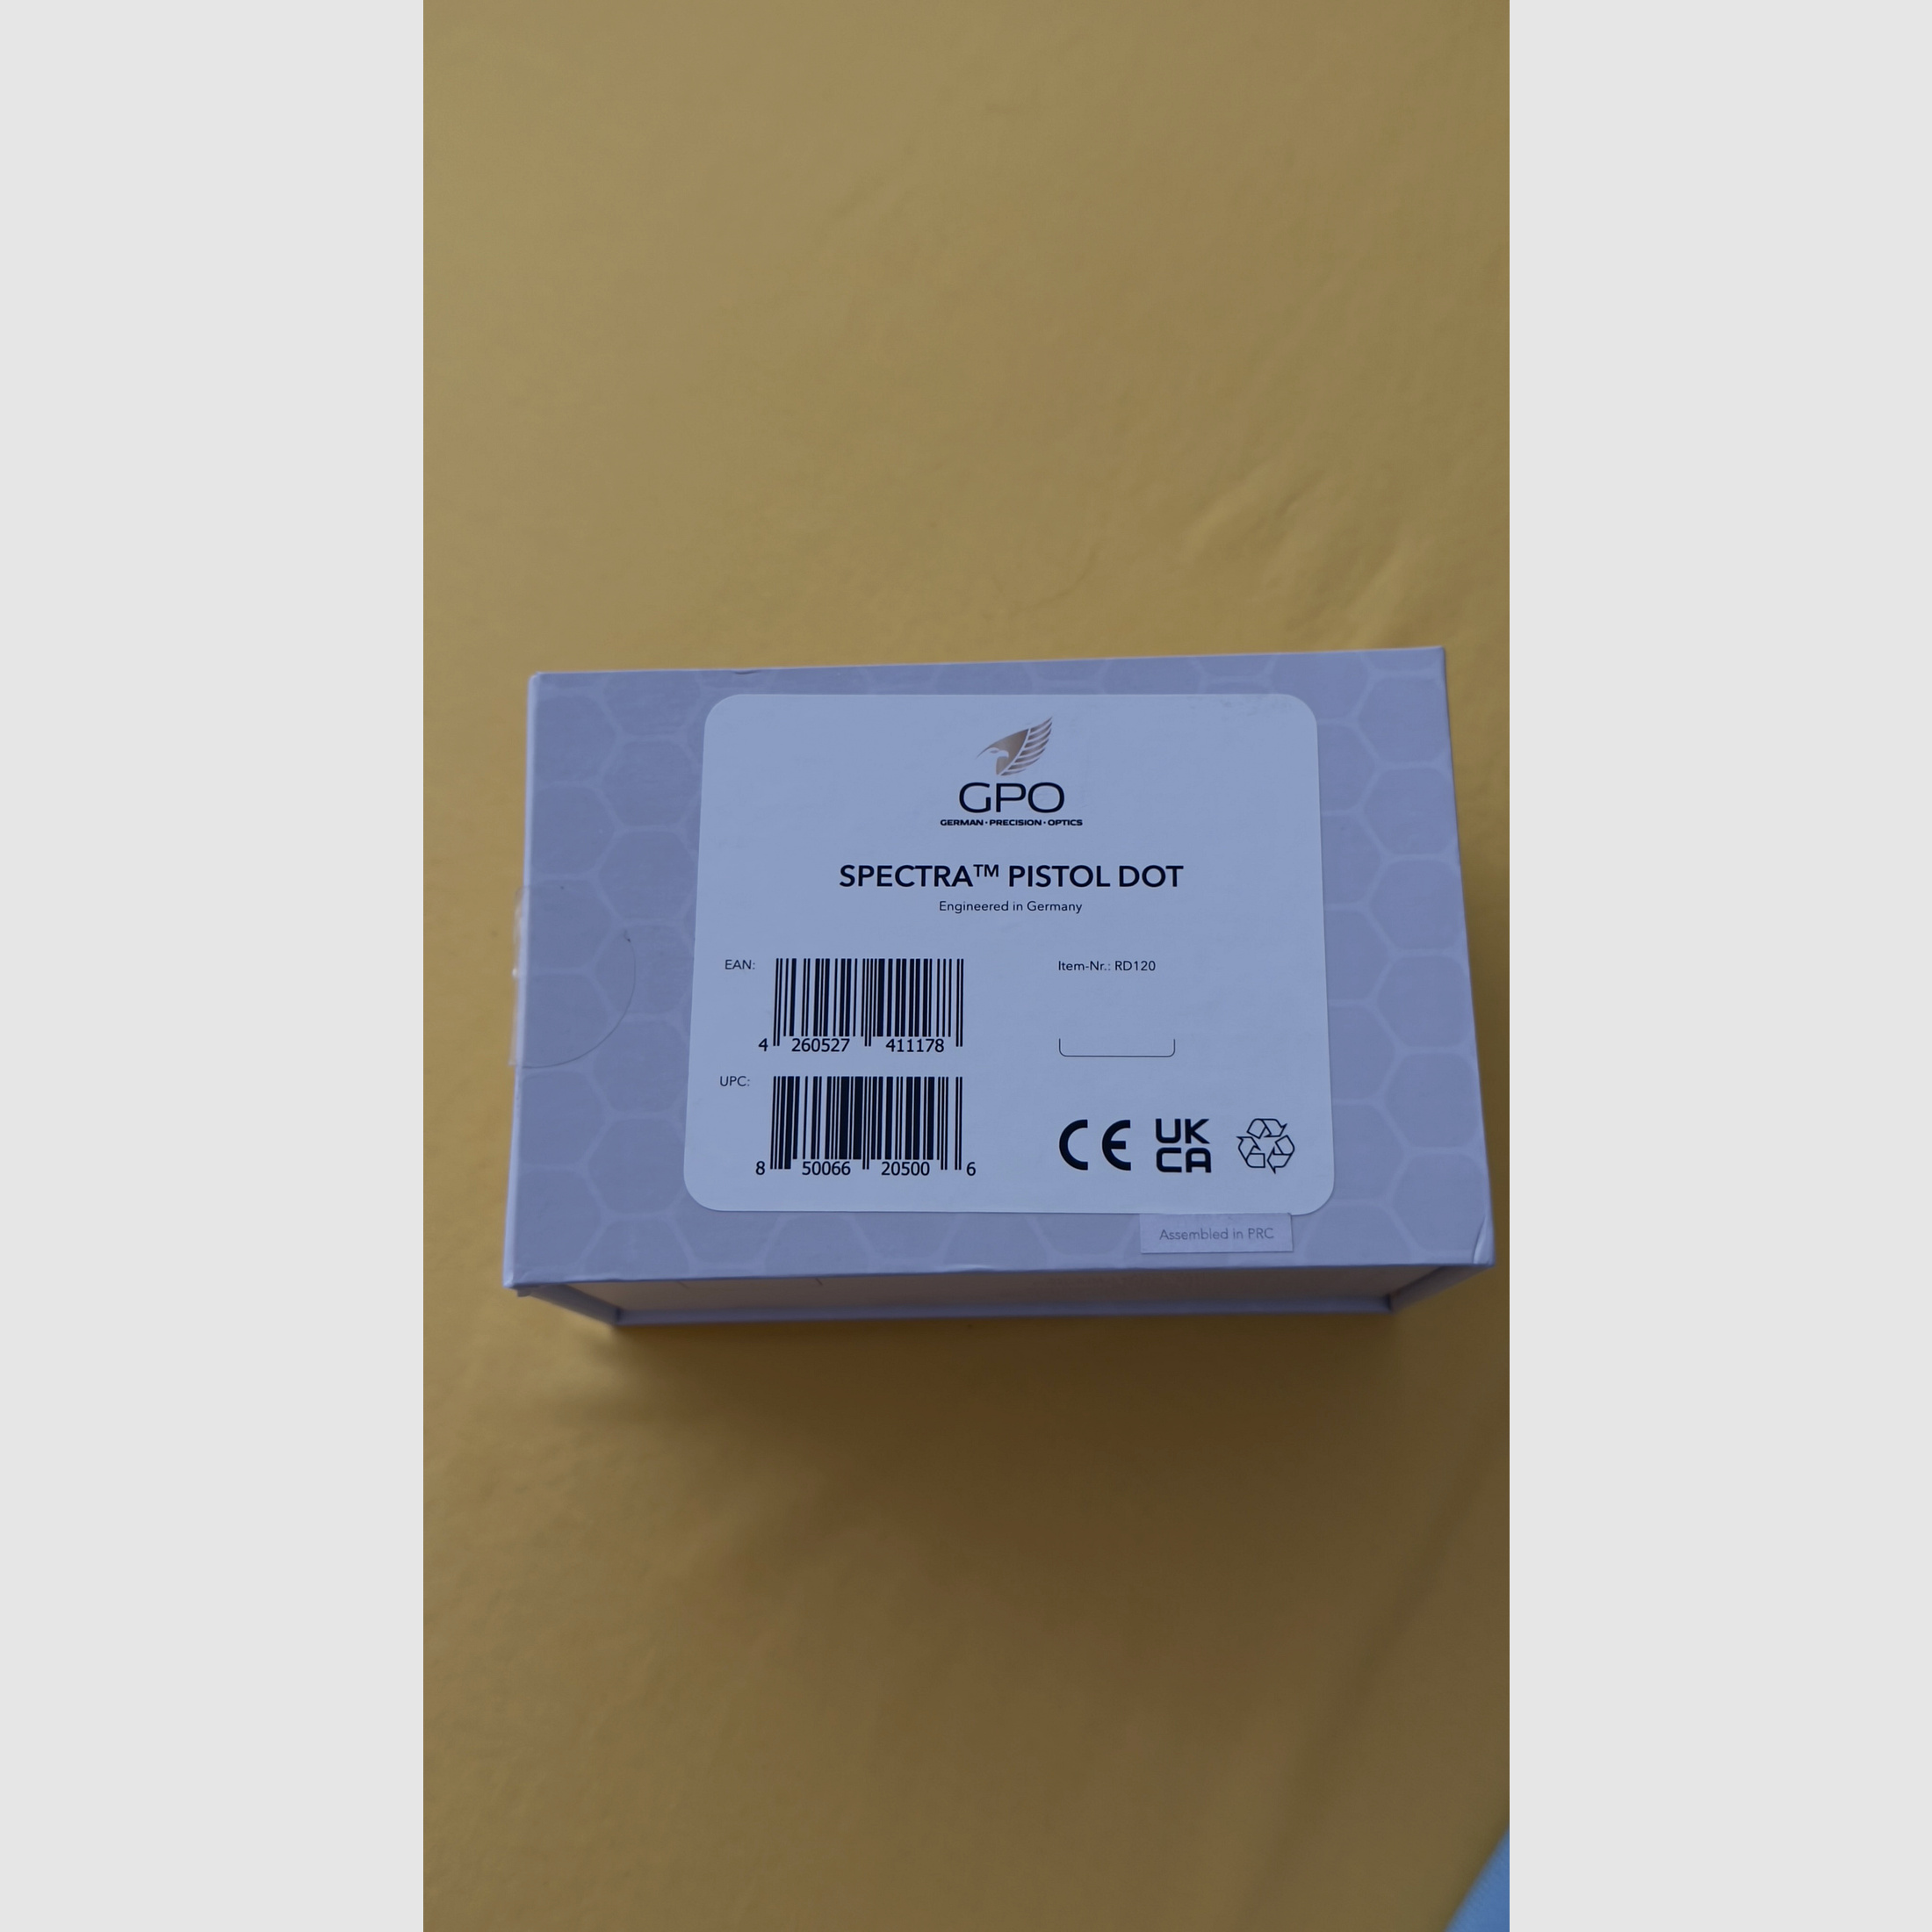 GPO
GERMAN·PRECISION·OPTICS
SPECTRA™ PISTOL DOT
Engineered in Germany
EAN:
4 260527 411178
Item-Nr.: RD120
UPC:
8 50066 20500 6
CE UK CA
Assembled in PRC